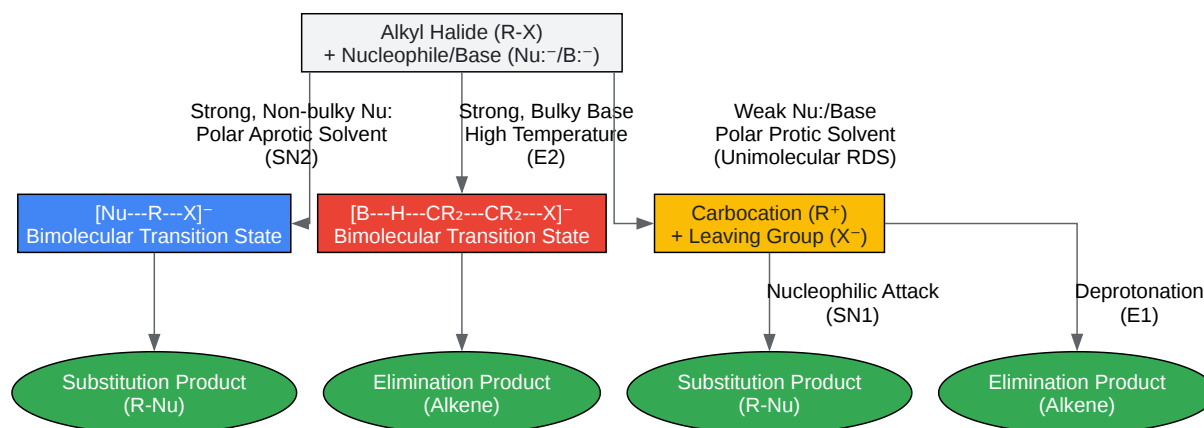 Alkyl Halide (R-X)
+ Nucleophile/Base (Nu:⁻/B:⁻)
Strong, Non-bulky Nu:
Polar Aprotic Solvent
(SN2)
Strong, Bulky Base
High Temperature
(E2)
Weak Nu:/Base
Polar Protic Solvent
(Unimolecular RDS)
[Nu---R---X]⁻
Bimolecular Transition State
[B---H---CR₂---CR₂---X]⁻
Bimolecular Transition State
Carbocation (R⁺)
+ Leaving Group (X⁻)
Nucleophilic Attack
(SN1)
Deprotonation
(E1)
Substitution Product
(R-Nu)
Elimination Product
(Alkene)
Substitution Product
(R-Nu)
Elimination Product
(Alkene)